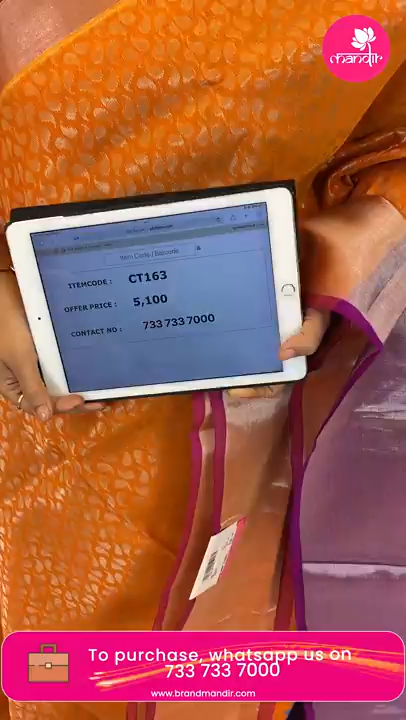 mandir
Item Code / Barcode
ITEMCODE : CT163
OFFER PRICE : 5,100
CONTACT NO : 733 733 7000
To purchase, whatsapp us on
733 733 7000
www.brandmandir.com